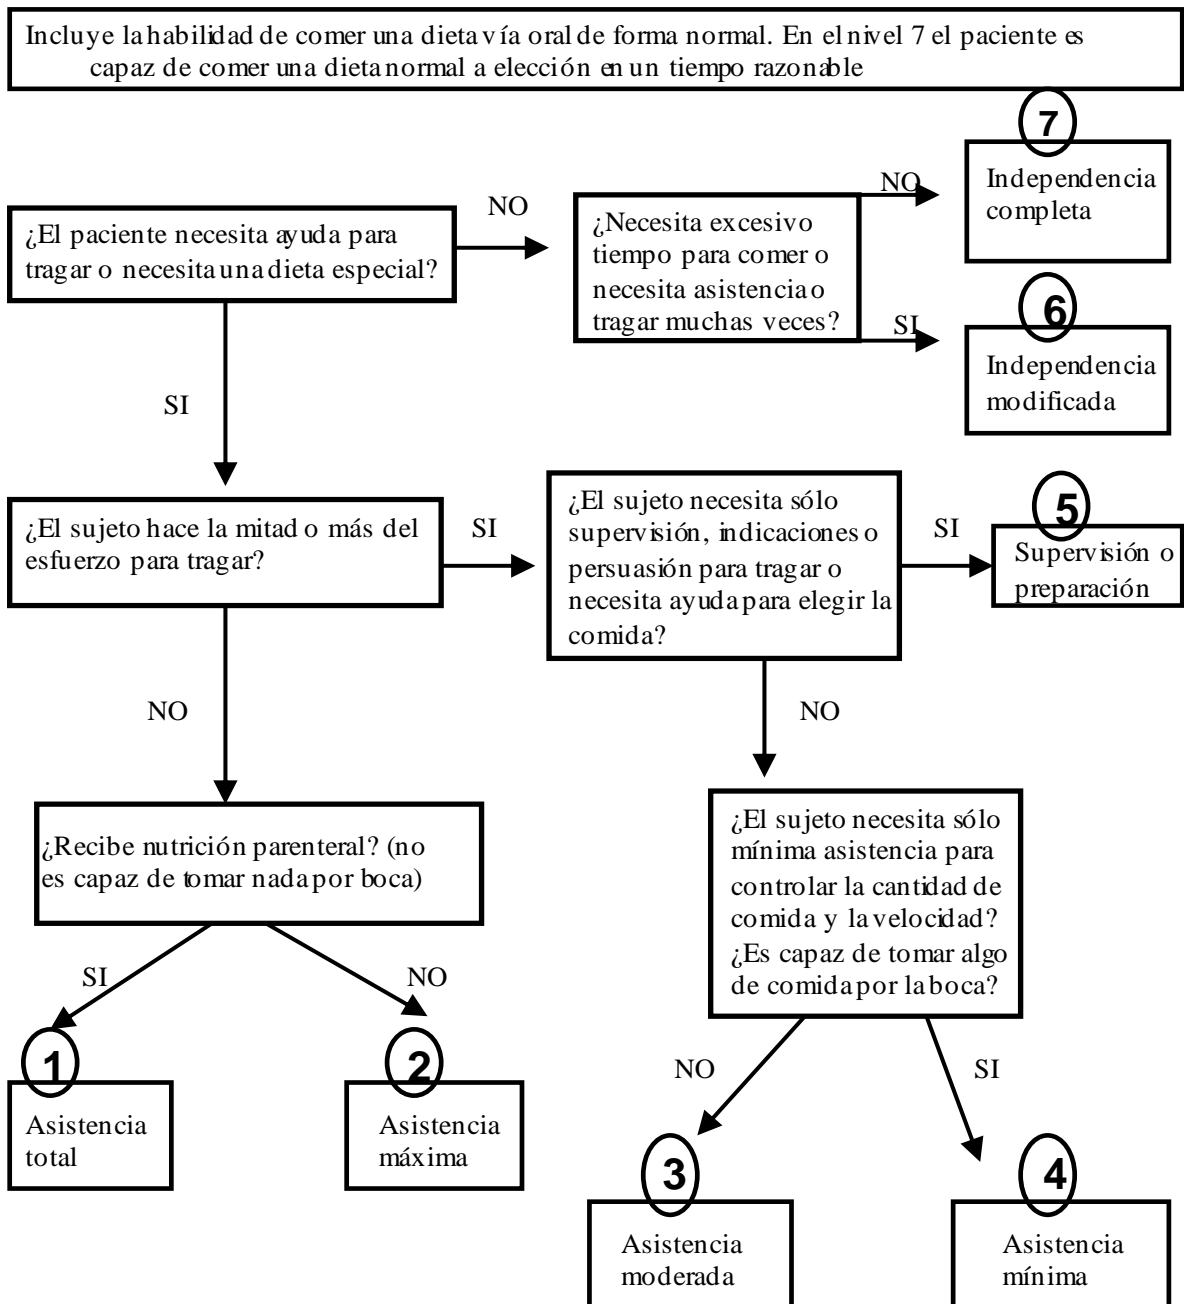 Incluye la habilidad de comer una dieta vía oral de forma normal. En el nivel 7 el paciente es
capaz de comer una dieta normal a elección en un tiempo razonable
7
Independencia
completa
NO
NO
¿El paciente necesita ayuda para
tragar o necesita una dieta especial?
¿Necesita excesivo
tiempo para comer o
necesita asistencia o
tragar muchas veces?
SI
6
Independencia
modificada
SI
¿El sujeto hace la mitad o más del
esfuerzo para tragar?
SI
¿El sujeto necesita sólo
supervisión, indicaciones o
persuasión para tragar o
necesita ayuda para elegir la
comida?
SI
5
Supervisión o
preparación
NO
NO
¿Recibe nutrición parenteral? (no
es capaz de tomar nada por boca)
¿El sujeto necesita sólo
mínima asistencia para
controlar la cantidad de
comida y la velocidad?
¿Es capaz de tomar algo
de comida por la boca?
SI
NO
1
Asistencia
total
2
Asistencia
máxima
NO
SI
3
Asistencia
moderada
4
Asistencia
mínima